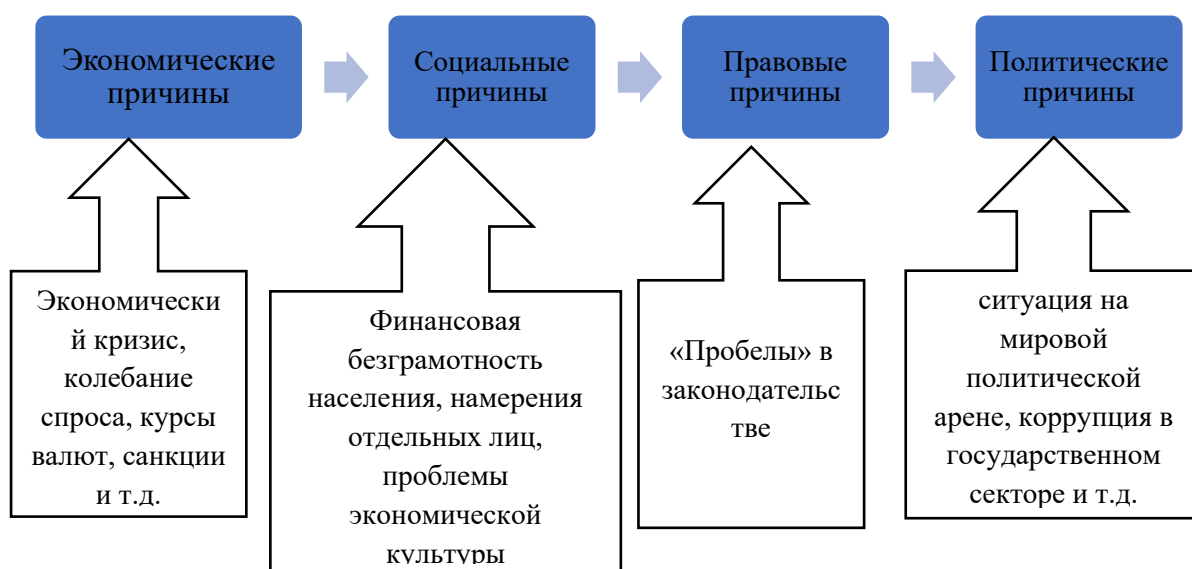 Экономические
причины
Социальные
причины
Правовые
причины
Политические
причины
Экономически
й кризис,
колебание
спроса, курсы
валют, санкции
и т.д.
Финансовая
безграмотность
населения, намерения
отдельных лиц,
проблемы
экономической
культуры
«Пробелы» в
законодательс
тве
ситуация на
мировой
политической
арене, коррупция в
государственном
секторе и т.д.